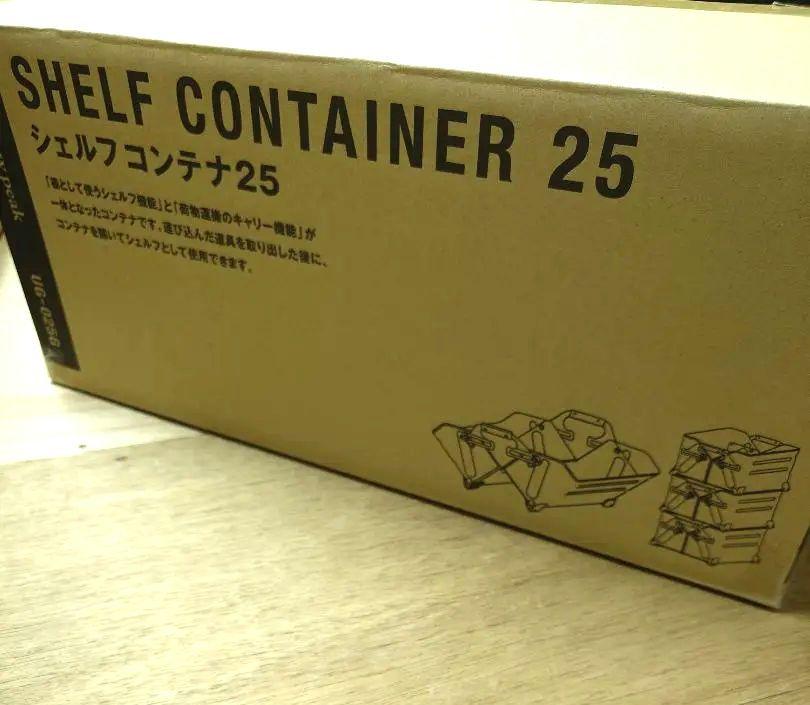 SHELF CONTAINER 25
シェルフコンテナ25
「棚として使うシェルフ機能」と「荷物運搬のキャリー機能」が
一体となったコンテナです。運び込んだ道具を取り出した後に、
コンテナを開いてシェルフとして使用できます。
peak
UG-025G